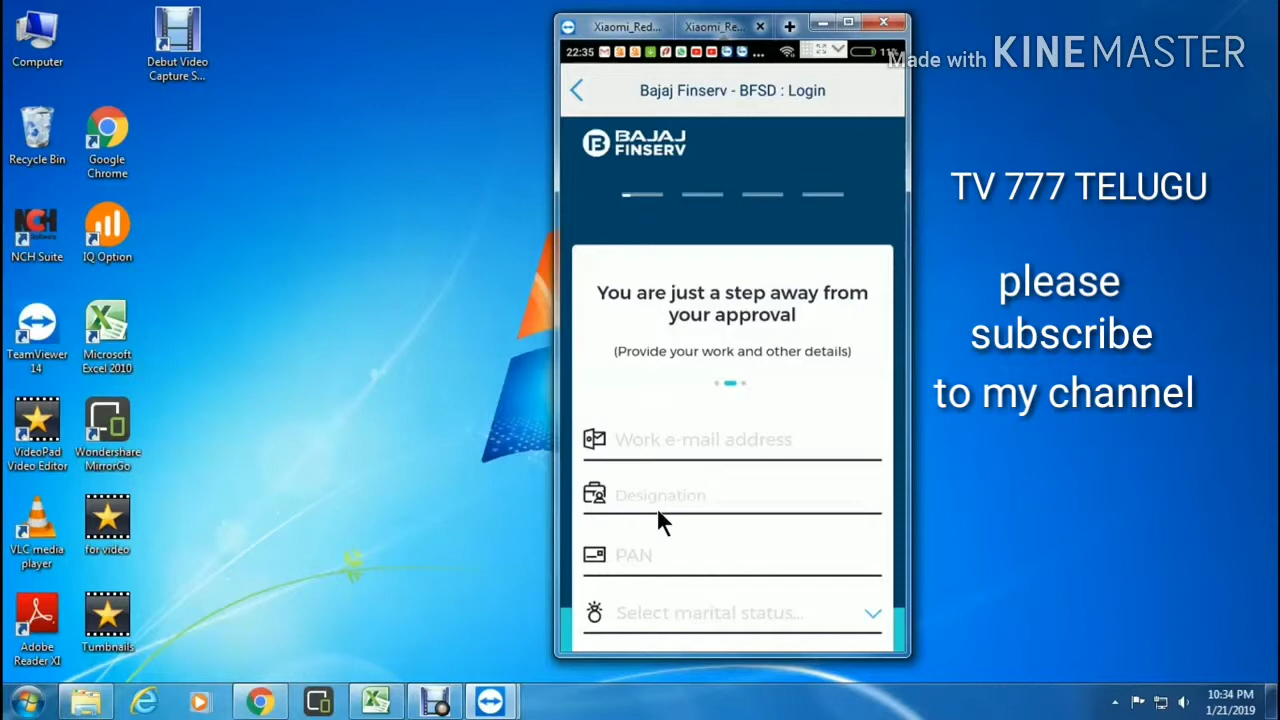 Computer
Debut Video
Capture S...
Recycle Bin
Google
Chrome
NCH Suite
IQ Option
TeamViewer
14
Microsoft
Excel 2010
VideoPad
Video Editor
Wondershare
MirrorGo
VLC media
player
for video
Adobe
Reader XI
Tumbnails
Xiaomi_Red...
Xiaomi_Re...
22:35
Bajaj Finserv - BFSD : Login
BAJAJ
FINSERV
You are just a step away from
your approval
(Provide your work and other details)
Work e-mail address
Designation
PAN
Select marital status...
Made with KINEMASTER
TV 777 TELUGU
please
subscribe
to my channel
10:34 PM
1/21/2019